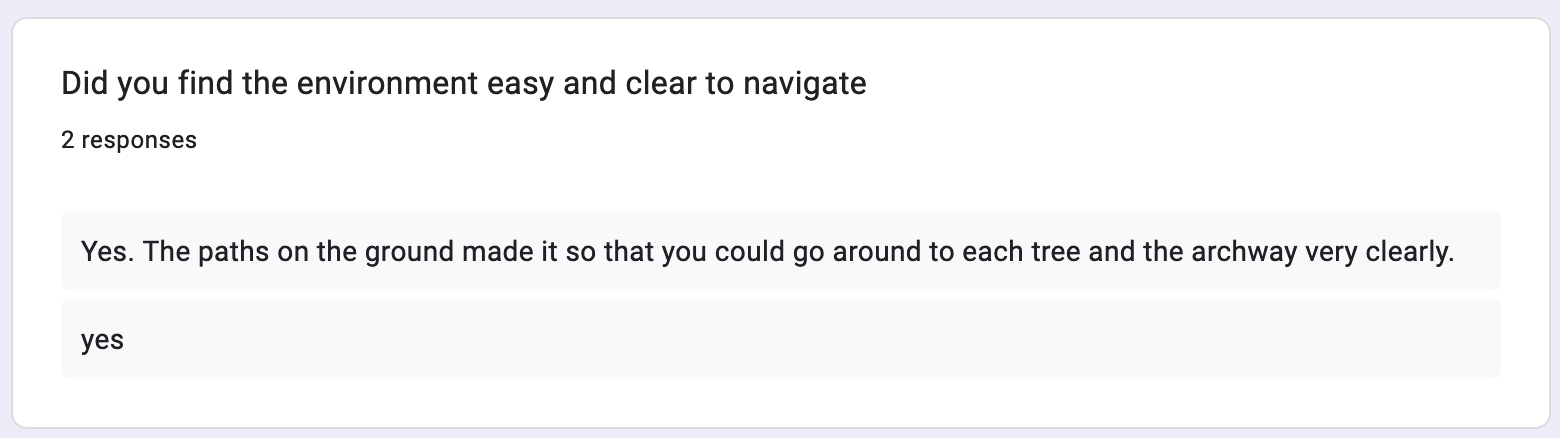 Did you find the environment easy and clear to navigate
2 responses
Yes. The paths on the ground made it so that you could go around to each tree and the archway very clearly.
yes